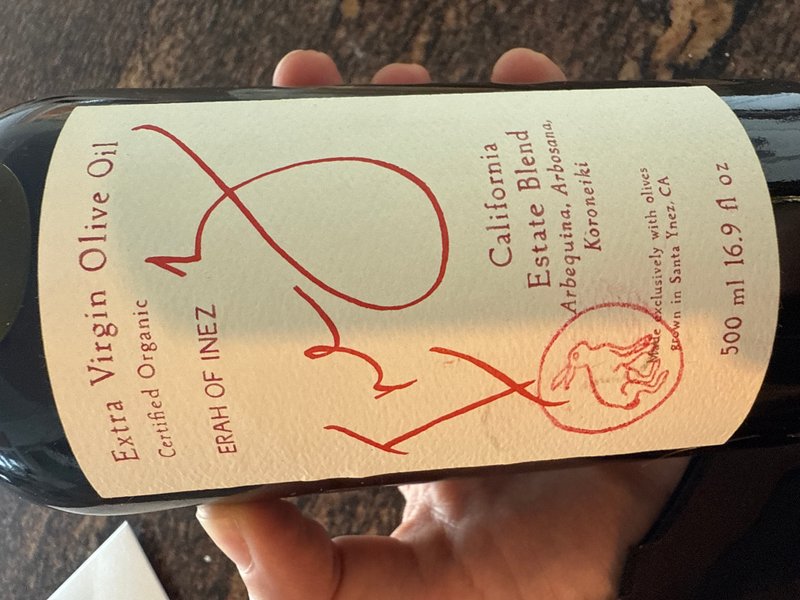 Extra Virgin Olive Oil
Certified Organic
ERAH OF INEZ
California
Estate Blend
Arbequina, Arbosana,
Koroneiki
Made exclusively with olives
grown in Santa Ynez, CA
500 ml 16.9 fl oz